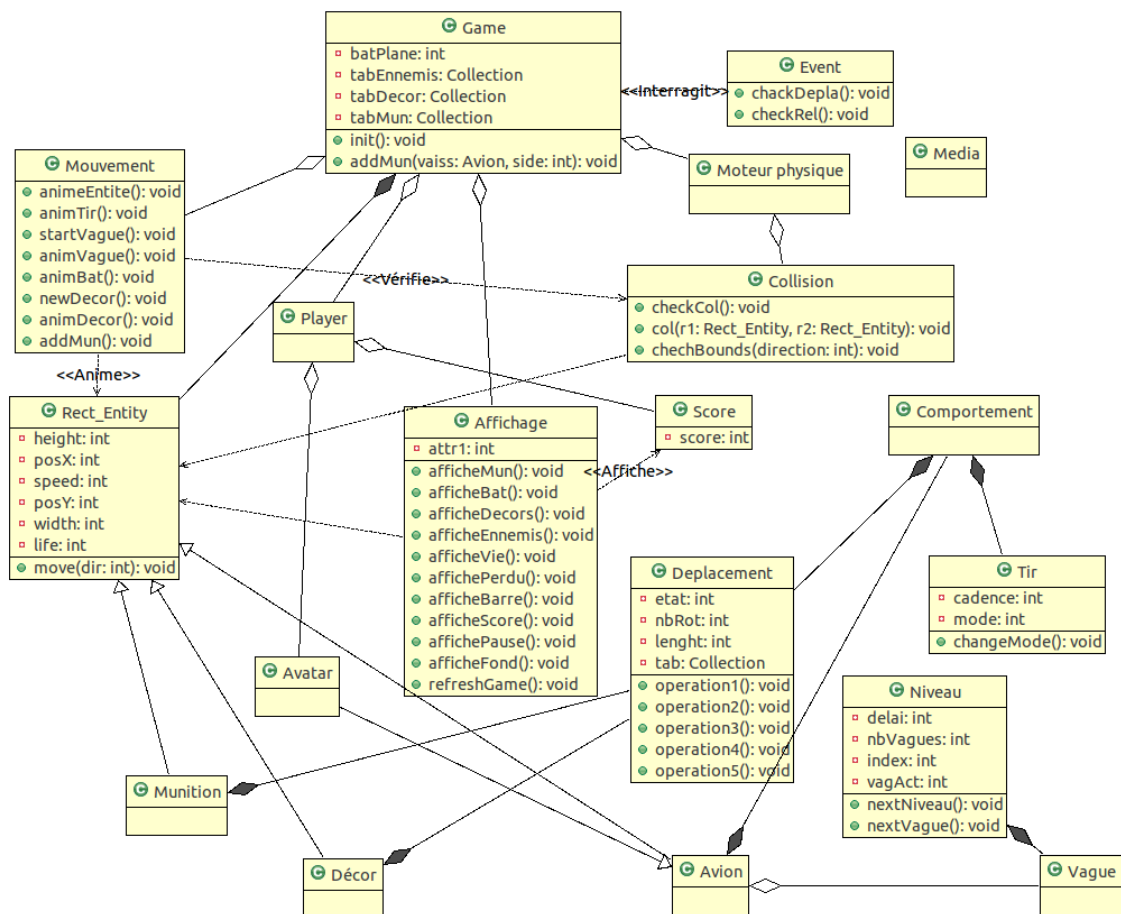 Game
batPlane: int
tabEnnemis: Collection
tabDecor: Collection
tabMun: Collection
init(): void
addMun(vaiss: Avion, side: int): void
<<Interragit>>
Event
chackDepla(): void
checkRel(): void
Mouvement
animeEntite(): void
animTir(): void
startVague(): void
animVague(): void
animBat(): void
newDecor(): void
animDecor(): void
addMun(): void
Moteur physique
Media
<<Vérifie>>
Collision
checkCol(): void
col(r1: Rect_Entity, r2: Rect_Entity): void
chechBounds(direction: int): void
Player
<<Anime>>
Rect_Entity
height: int
posX: int
speed: int
posY: int
width: int
life: int
move(dir: int): void
Affichage
attr1: int
afficheMun(): void
afficheBat(): void
afficheDecors(): void
afficheEnnemis(): void
afficheVie(): void
affichePerdu(): void
afficheBarre(): void
afficheScore(): void
affichePause(): void
afficheFond(): void
refreshGame(): void
Score
score: int
<<Affiche>>
Comportement
Deplacement
etat: int
nbRot: int
lenght: int
tab: Collection
operation1(): void
operation2(): void
operation3(): void
operation4(): void
operation5(): void
Tir
cadence: int
mode: int
changeMode(): void
Avatar
Niveau
delai: int
nbVagues: int
index: int
vagAct: int
nextNiveau(): void
nextVague(): void
Munition
Décor
Avion
Vague